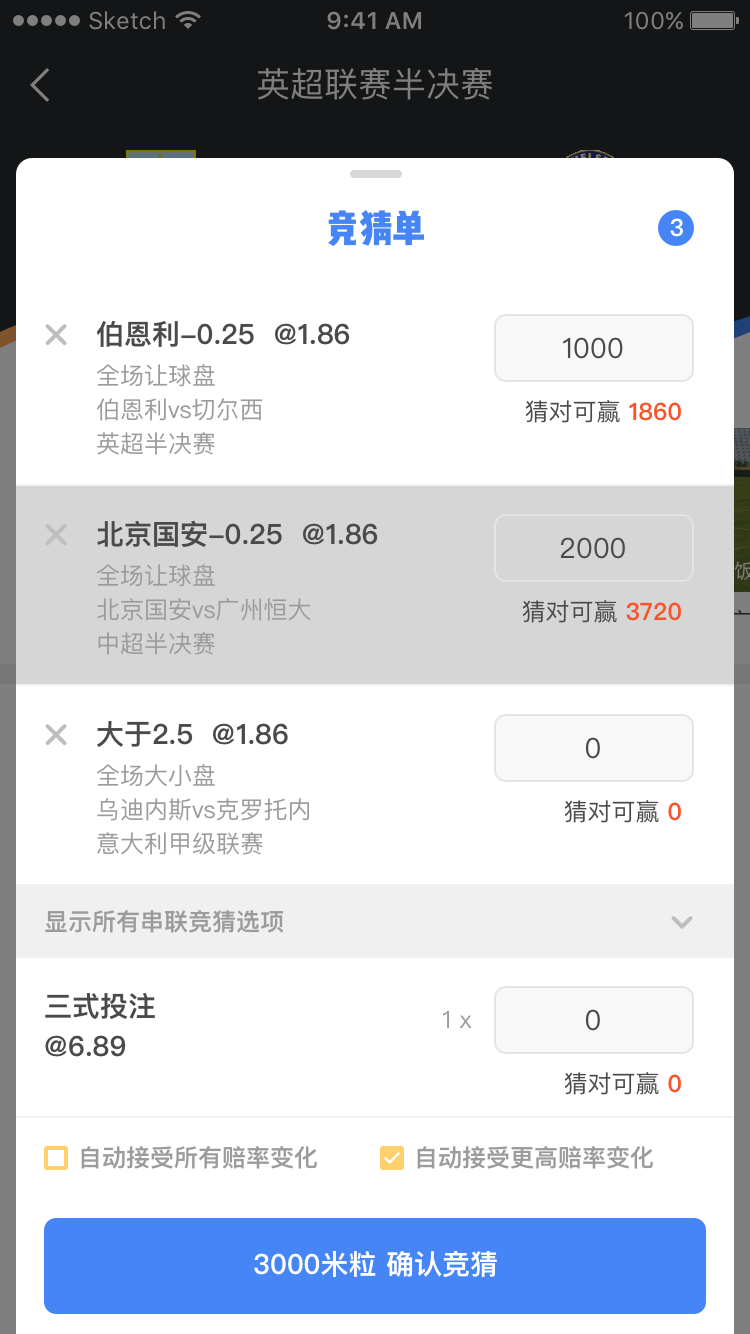 Sketch 9:41 AM 100%
英超联赛半决赛
竞猜单 3
伯恩利-0.25 @1.86 1000
全场让球盘
伯恩利vs切尔西 猜对可赢 1860
英超半决赛
北京国安-0.25 @1.86 2000
全场让球盘
北京国安vs广州恒大 猜对可赢 3720
中超半决赛
饭
大于2.5 @1.86 0
全场大小盘
乌迪内斯vs克罗托内 猜对可赢 0
意大利甲级联赛
显示所有串联竞猜选项
三式投注 1 x 0
@6.89
猜对可赢 0
自动接受所有赔率变化 自动接受更高赔率变化
3000米粒 确认竞猜